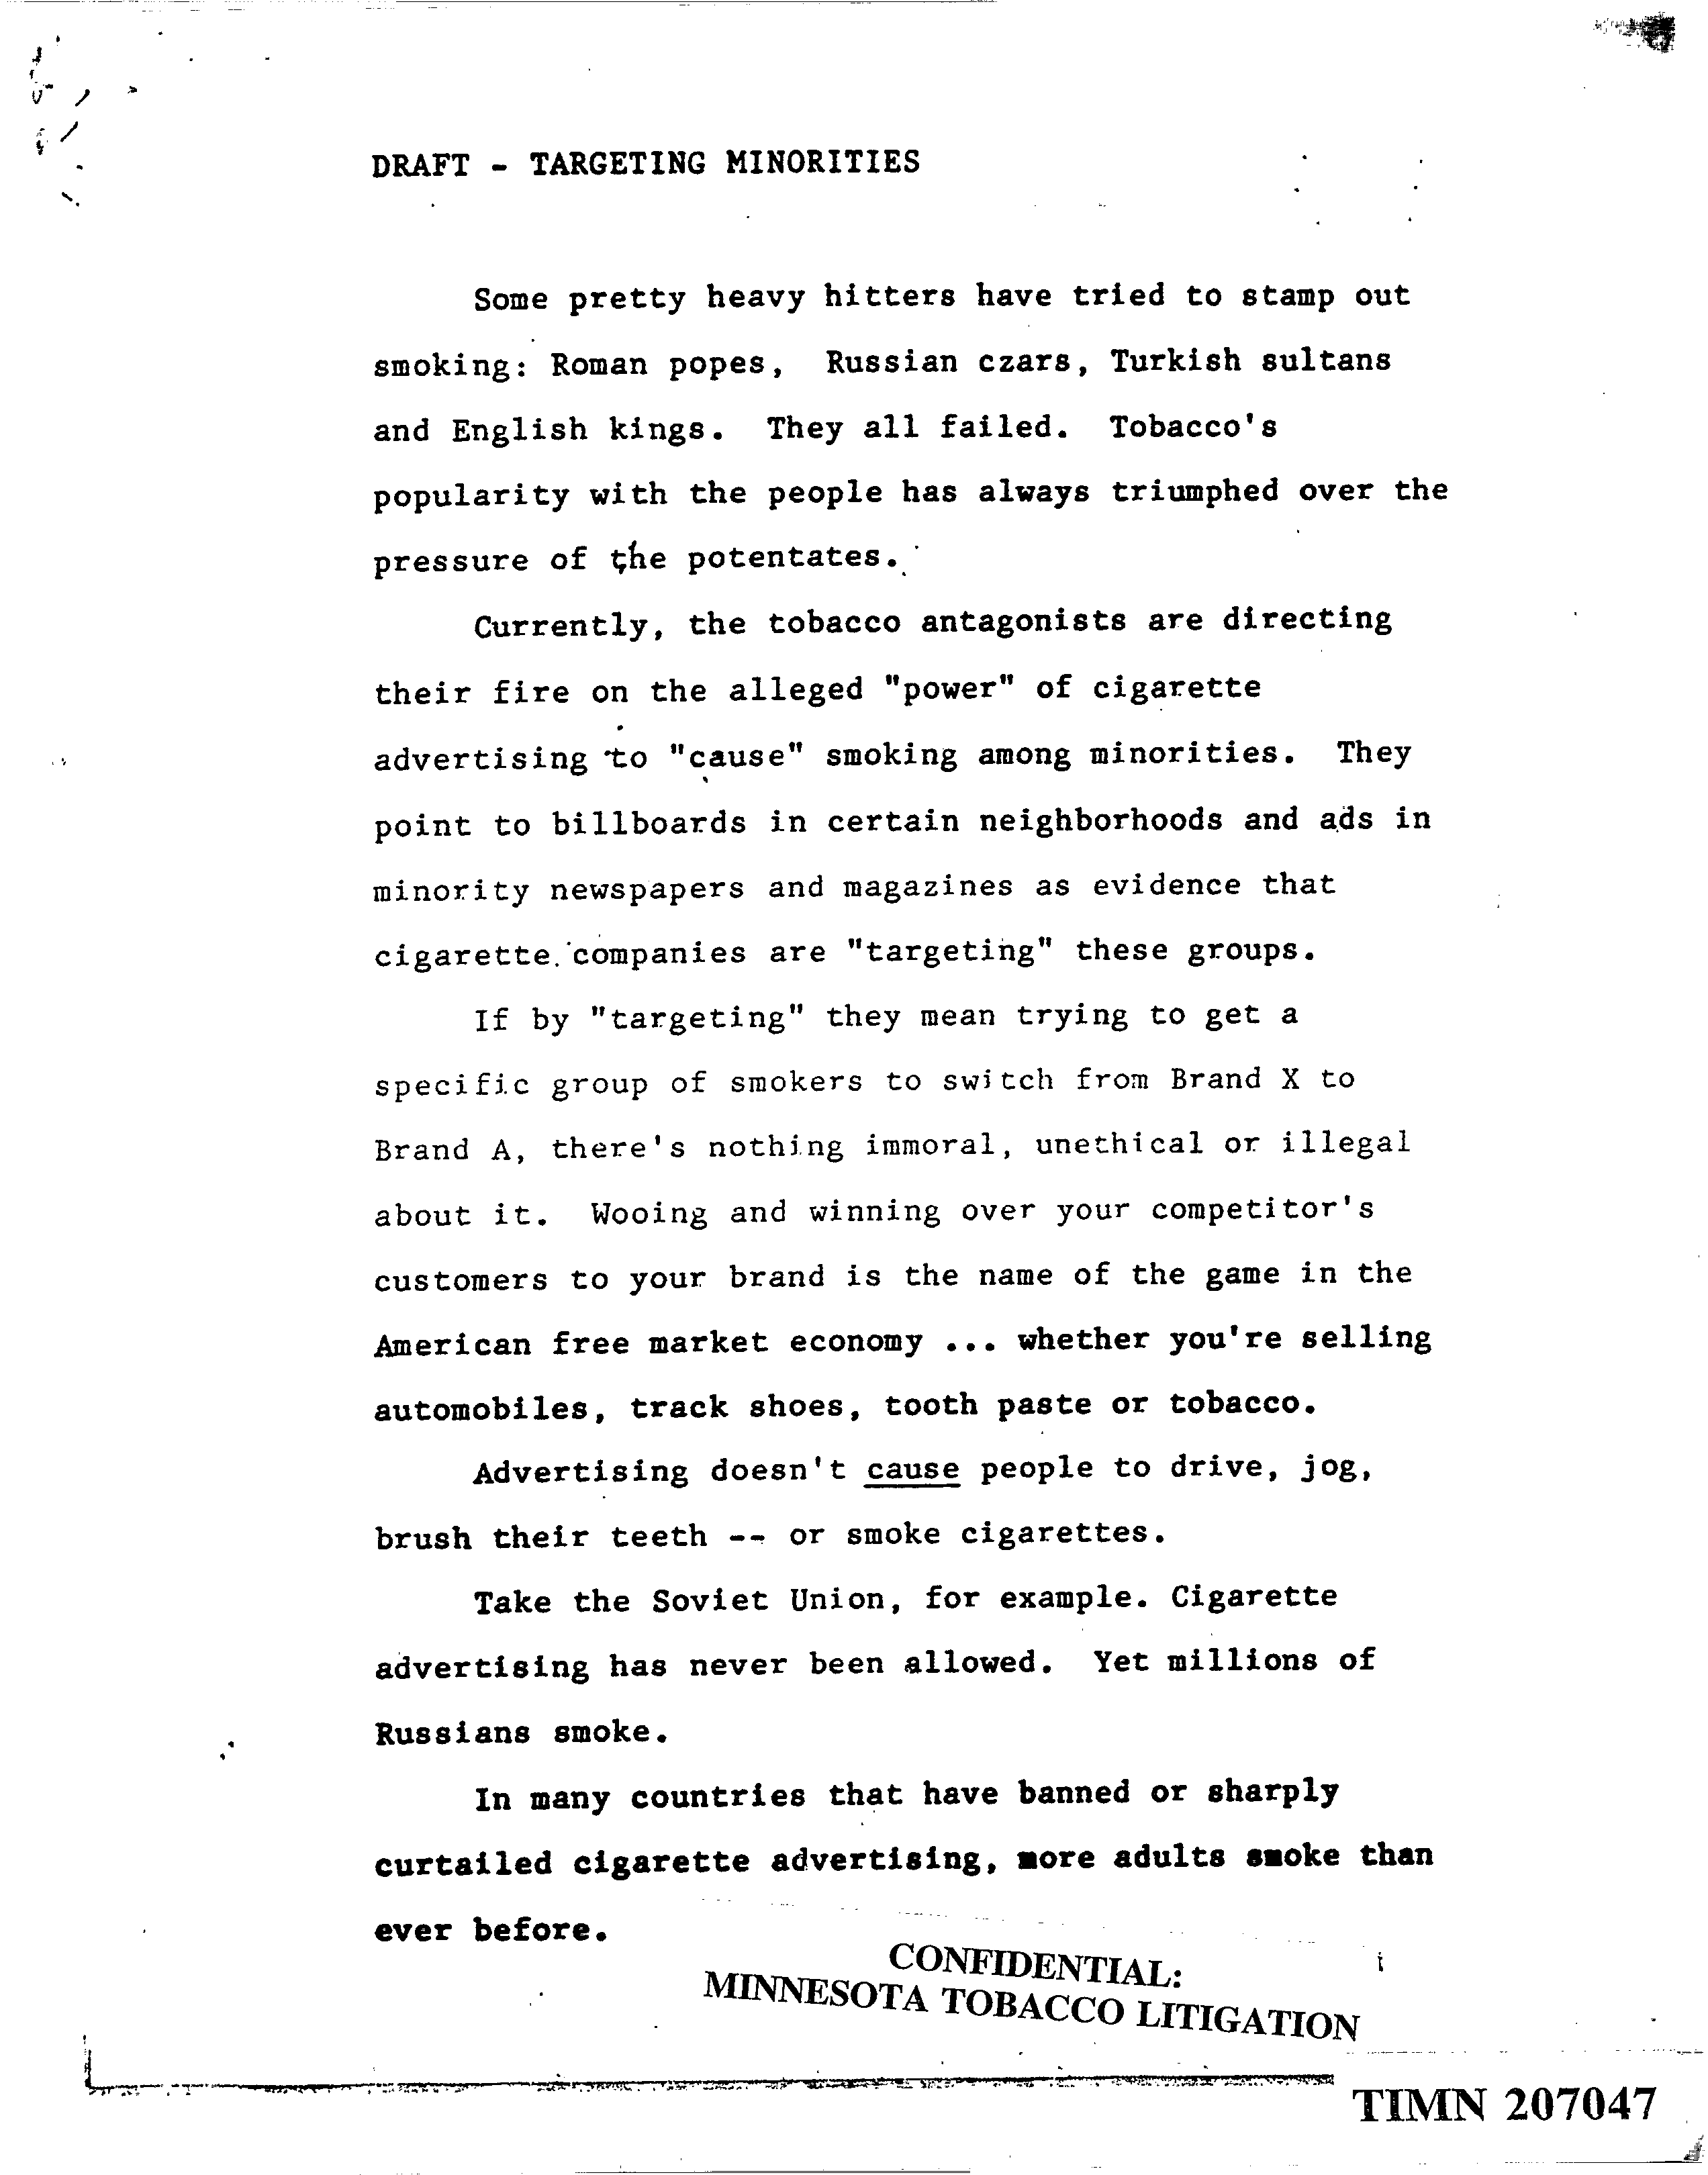 DRAFT - TARGETING MINORITIES
Some pretty heavy hitters have tried to stamp out
smoking: Roman popes, Russian czars, Turkish sultans
and English kings. They all failed. Tobacco's
popularity with the people has always triumphed over the
pressure of the potentates.
Currently, the tobacco antagonists are directing
their fire on the alleged "power" of cigarette
advertising to "cause" smoking among minorities. They
point to billboards in certain neighborhoods and ads in
minority newspapers and magazines as evidence that
cigarette companies are "targeting" these groups.
If by "targeting" they mean trying to get a
specific group of smokers to switch from Brand X to
Brand A, there's nothing immoral, unethical or illegal
about it. Wooing and winning over your competitor's
customers to your brand is the name of the game in the
American free market economy ... whether you're selling
automobiles, track shoes, tooth paste or tobacco.
Advertising doesn't cause people to drive, jog,
brush their teeth -- or smoke cigarettes.
Take the Soviet Union, for example. Cigarette
advertising has never been allowed. Yet millions of
Russians smoke.
In many countries that have banned or sharply
curtailed cigarette advertising, more adults smoke than
ever before.
CONFIDENTIAL:
MINNESOTA TOBACCO LITIGATION
TIMN 207047